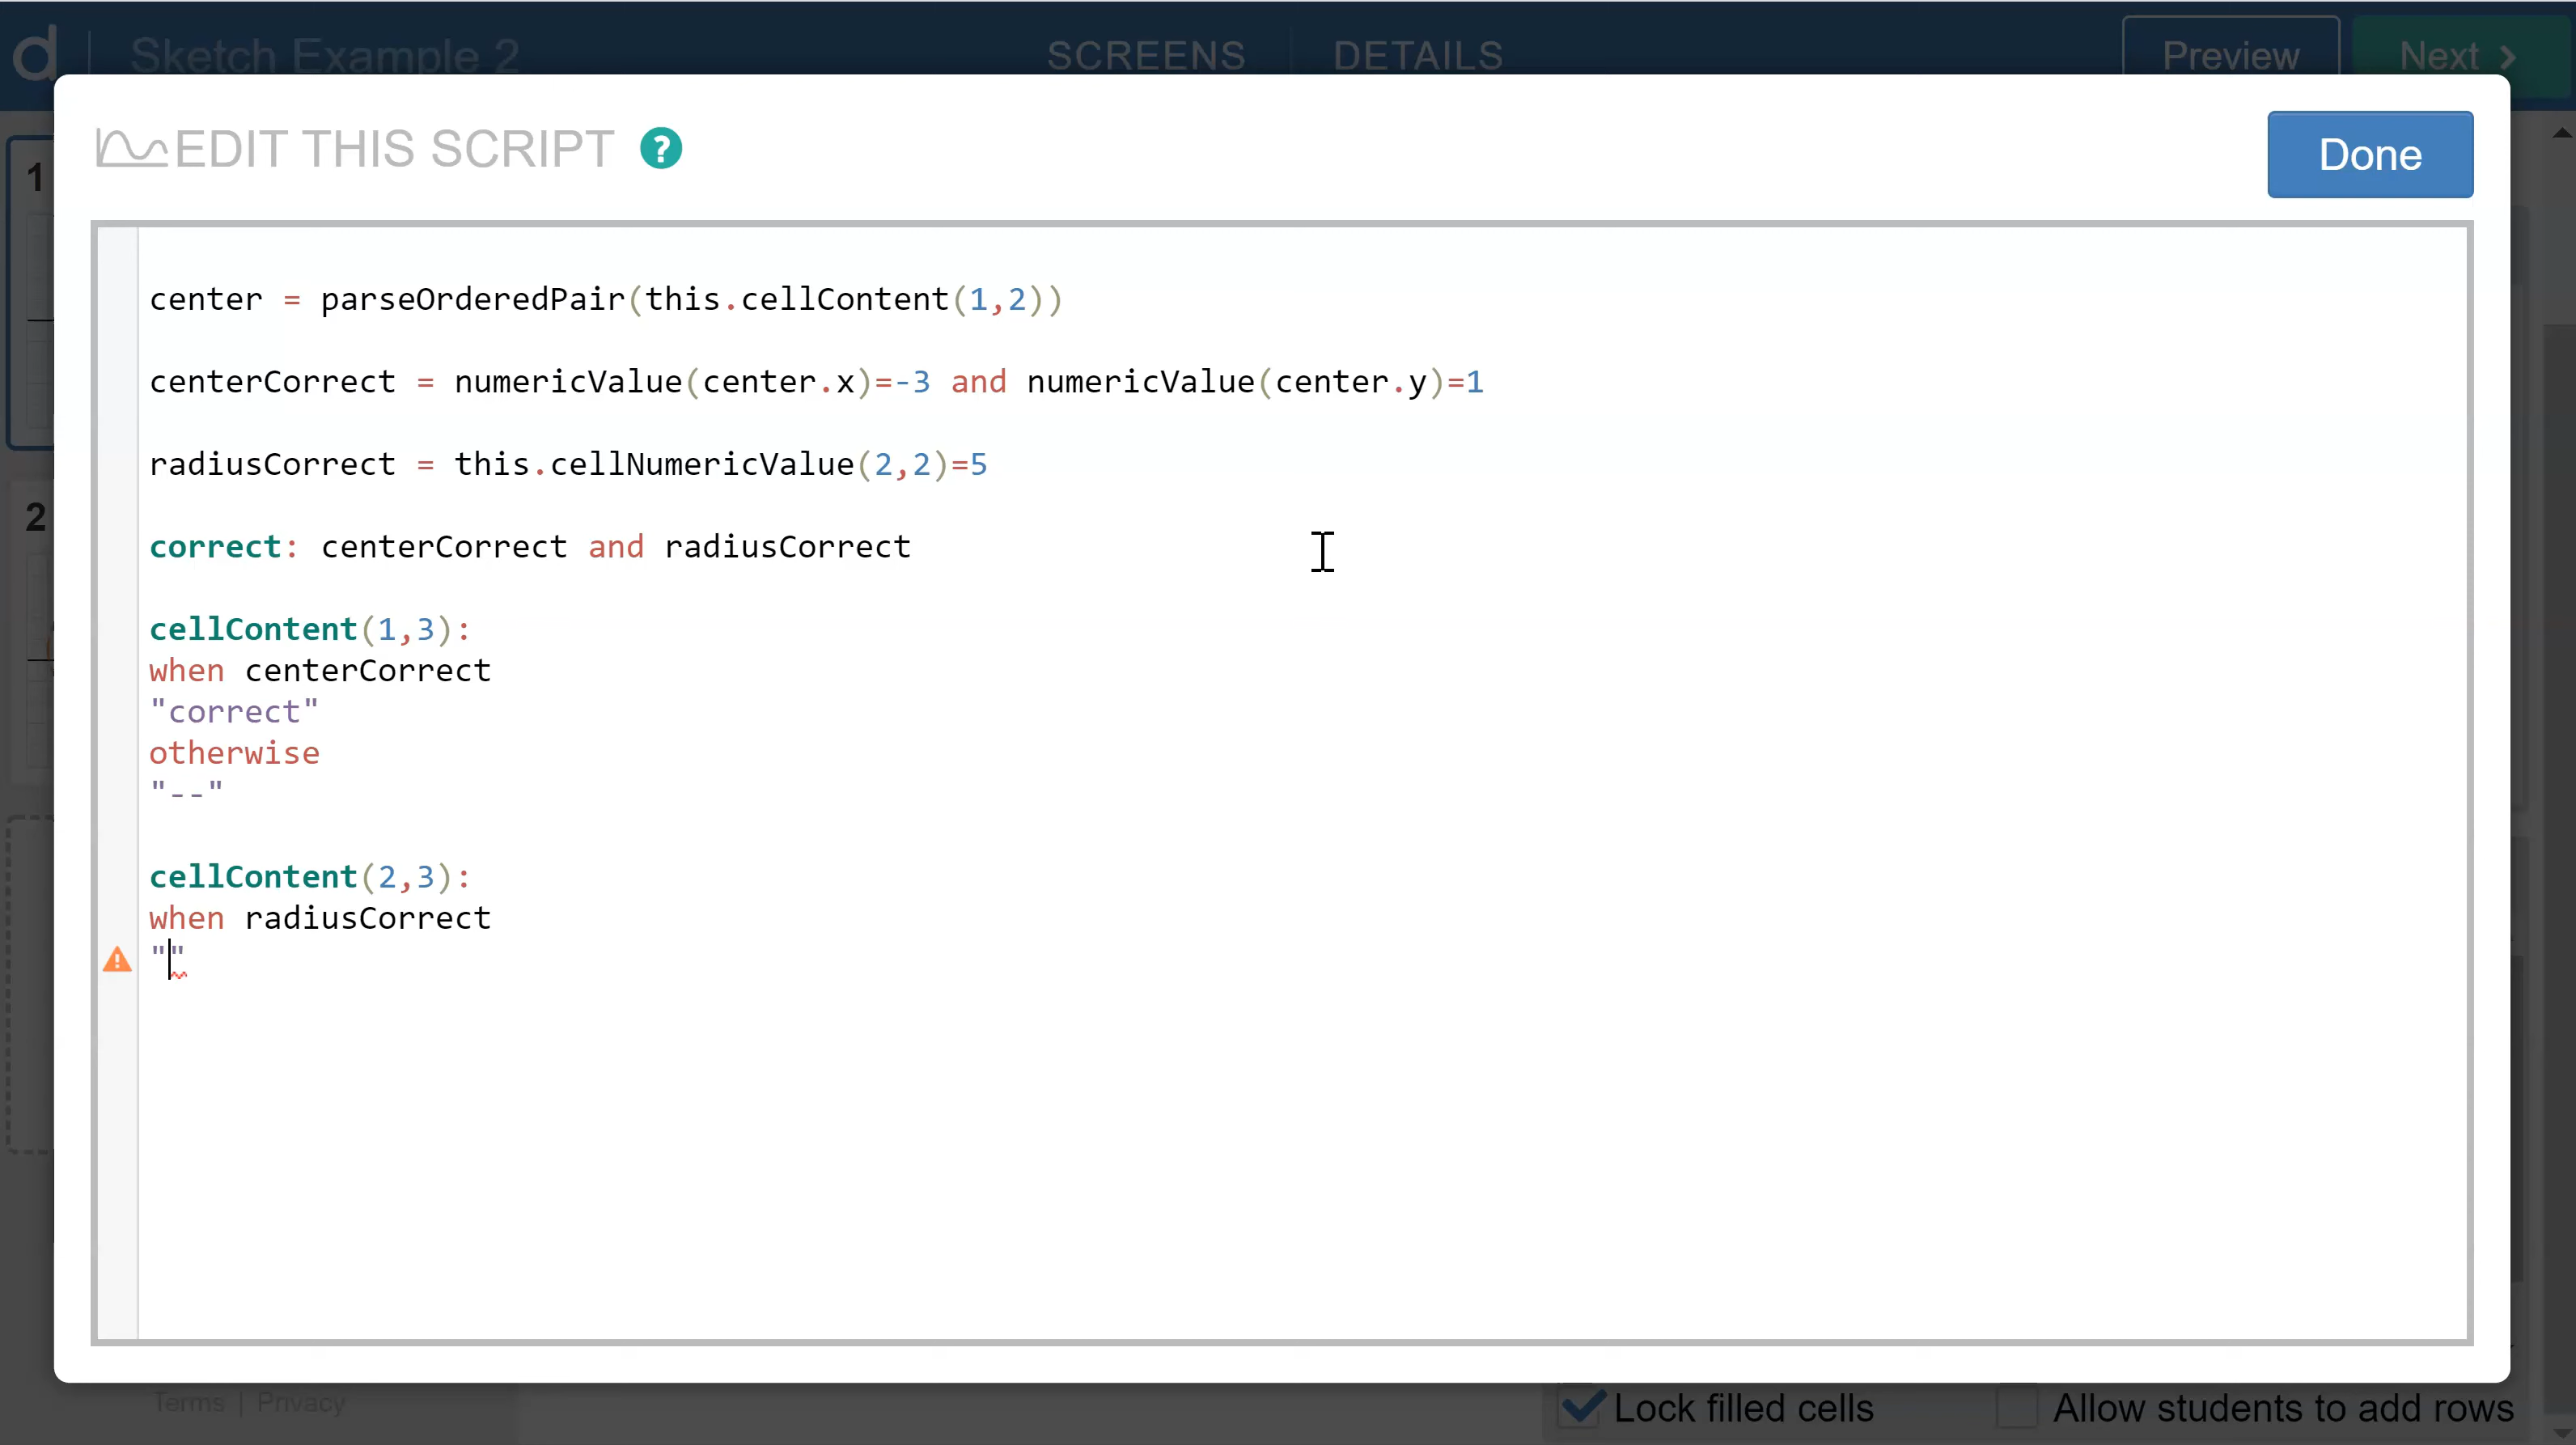 d Sketch Example 2 SCREENS DETAILS Preview Next >
EDIT THIS SCRIPT ?
Done
1
2
center = parseOrderedPair(this.cellContent(1,2))
centerCorrect = numericValue(center.x)=-3 and numericValue(center.y)=1
radiusCorrect = this.cellNumericValue(2,2)=5
correct: centerCorrect and radiusCorrect
cellContent(1,3):
when centerCorrect
"correct"
otherwise
"--"
cellContent(2,3):
when radiusCorrect
""
Terms | Privacy
Lock filled cells
Allow students to add rows